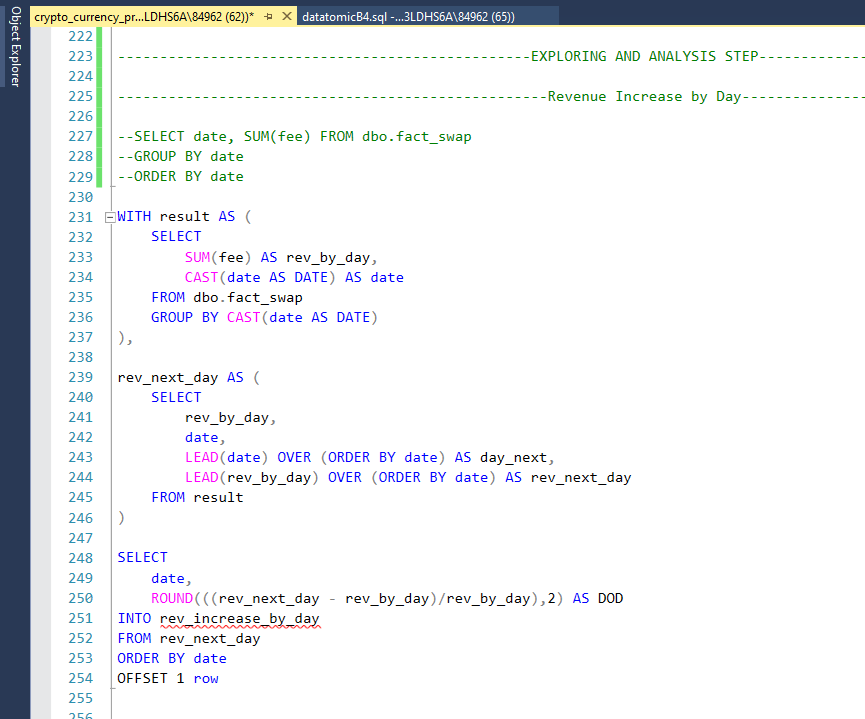 Object Explorer
crypto_currency_pr...LDHS6A\84962 (62))*
datatomicB4.sql -...3LDHS6A\84962 (65))
222
223 -------------------------------------------------EXPLORING AND ANALYSIS STEP-------------
224
225 ---------------------------------------------------Revenue Increase by Day---------------
226
227 --SELECT date, SUM(fee) FROM dbo.fact_swap
228 --GROUP BY date
229 --ORDER BY date
230
231 WITH result AS (
232     SELECT
233         SUM(fee) AS rev_by_day,
234         CAST(date AS DATE) AS date
235     FROM dbo.fact_swap
236     GROUP BY CAST(date AS DATE)
237 ),
238
239 rev_next_day AS (
240     SELECT
241         rev_by_day,
242         date,
243         LEAD(date) OVER (ORDER BY date) AS day_next,
244         LEAD(rev_by_day) OVER (ORDER BY date) AS rev_next_day
245     FROM result
246 )
247
248 SELECT
249     date,
250     ROUND(((rev_next_day - rev_by_day)/rev_by_day),2) AS DOD
251 INTO rev_increase_by_day
252 FROM rev_next_day
253 ORDER BY date
254 OFFSET 1 row
255
256